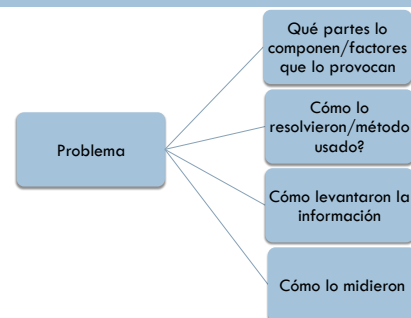 Problema
Qué partes lo
componen/factores
que lo provocan
Cómo lo
resolvieron/método
usado?
Cómo levantaron la
información
Cómo lo midieron